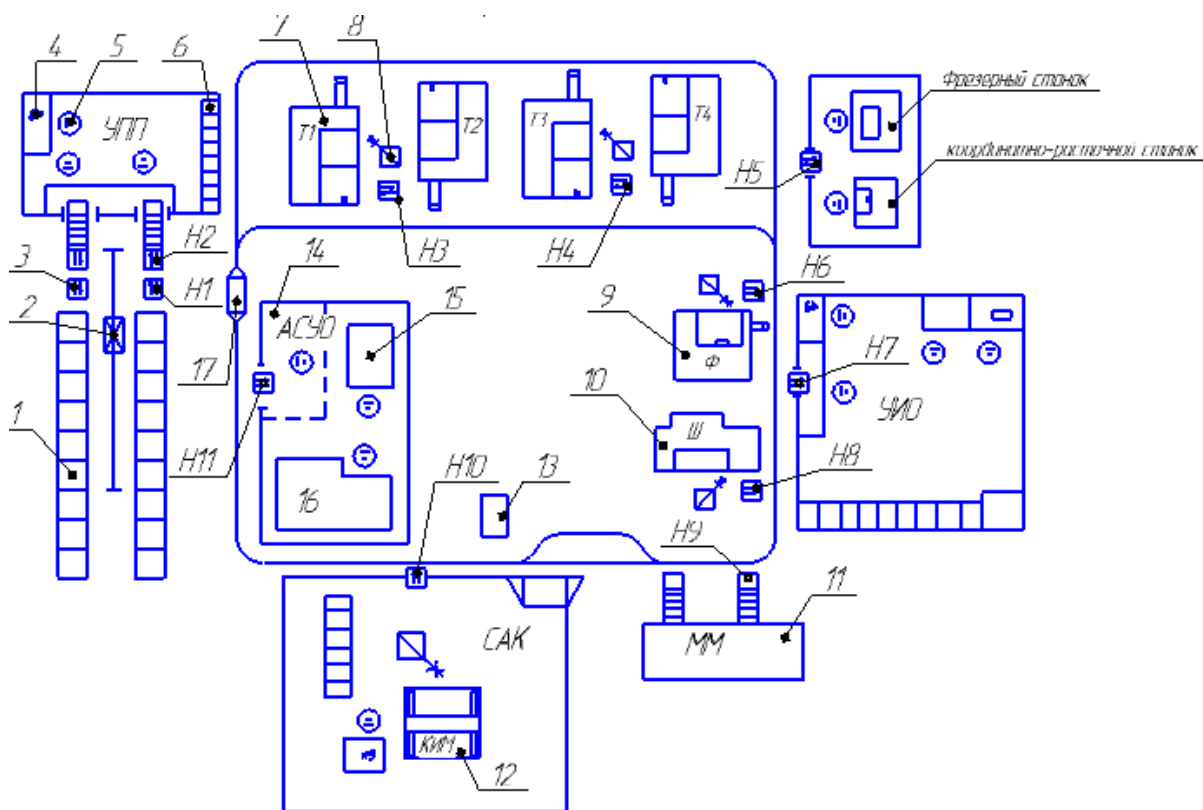 4
5
6
7
8
УПП
Т1
Т2
Т3
Т4
Фрезерный станок
координатно-расточной станок
Н5
Н2
Н3
Н4
3
Н1
14
15
Н6
2
АСУО
9
Н7
17
Ф
10
УИО
1
Ш
Н11
Н10
13
Н8
16
Н9
11
САК
ММ
КИМ
12